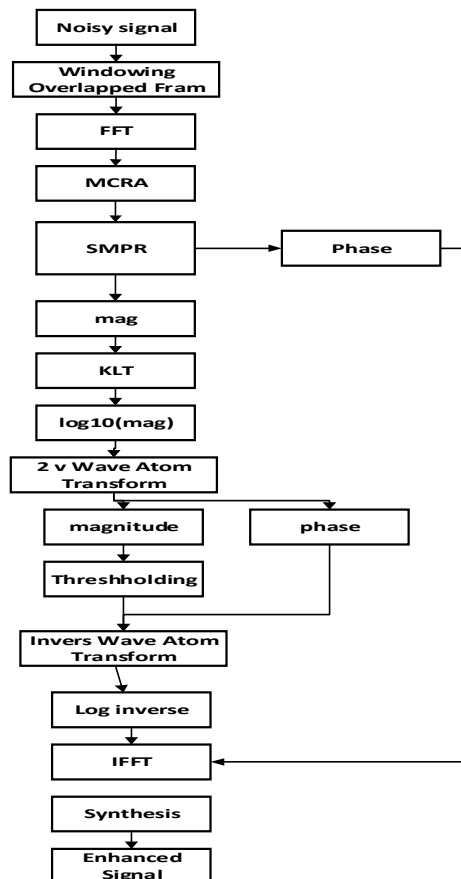 Noisy signal
Windowing
Overlapped Fram
FFT
MCRA
SMPR
Phase
mag
KLT
log10(mag)
2 v Wave Atom
Transform
magnitude
phase
Threshholding
Invers Wave Atom
Transform
Log inverse
IFFT
Synthesis
Enhanced
Signal